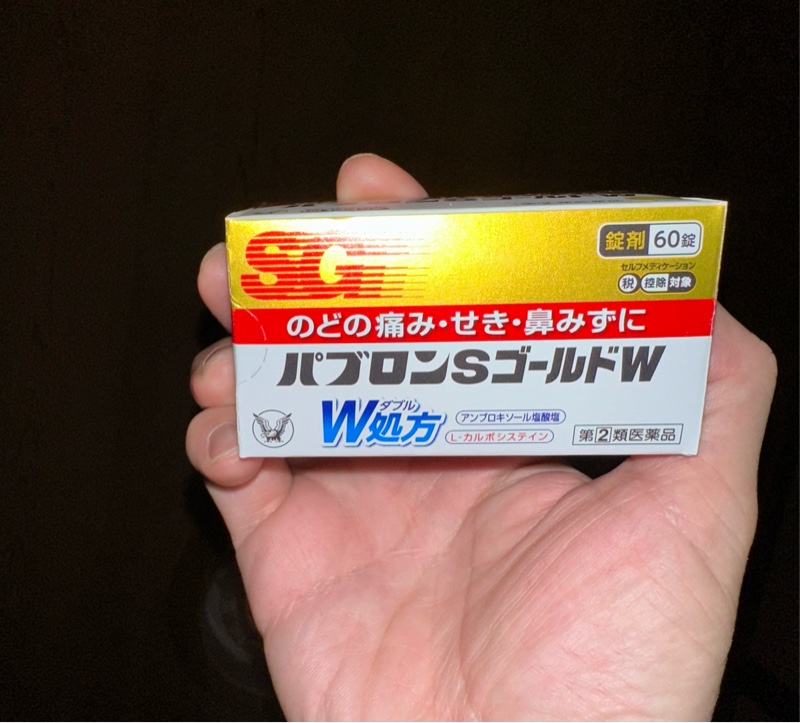 SG
錠剤 60錠
セルフメディケーション
税 控除 対象
のどの痛み・せき・鼻みずに
パブロンSゴールドW
ダブル
W処方
アンブロキソール塩酸塩
L-カルボシステイン
第②類医薬品